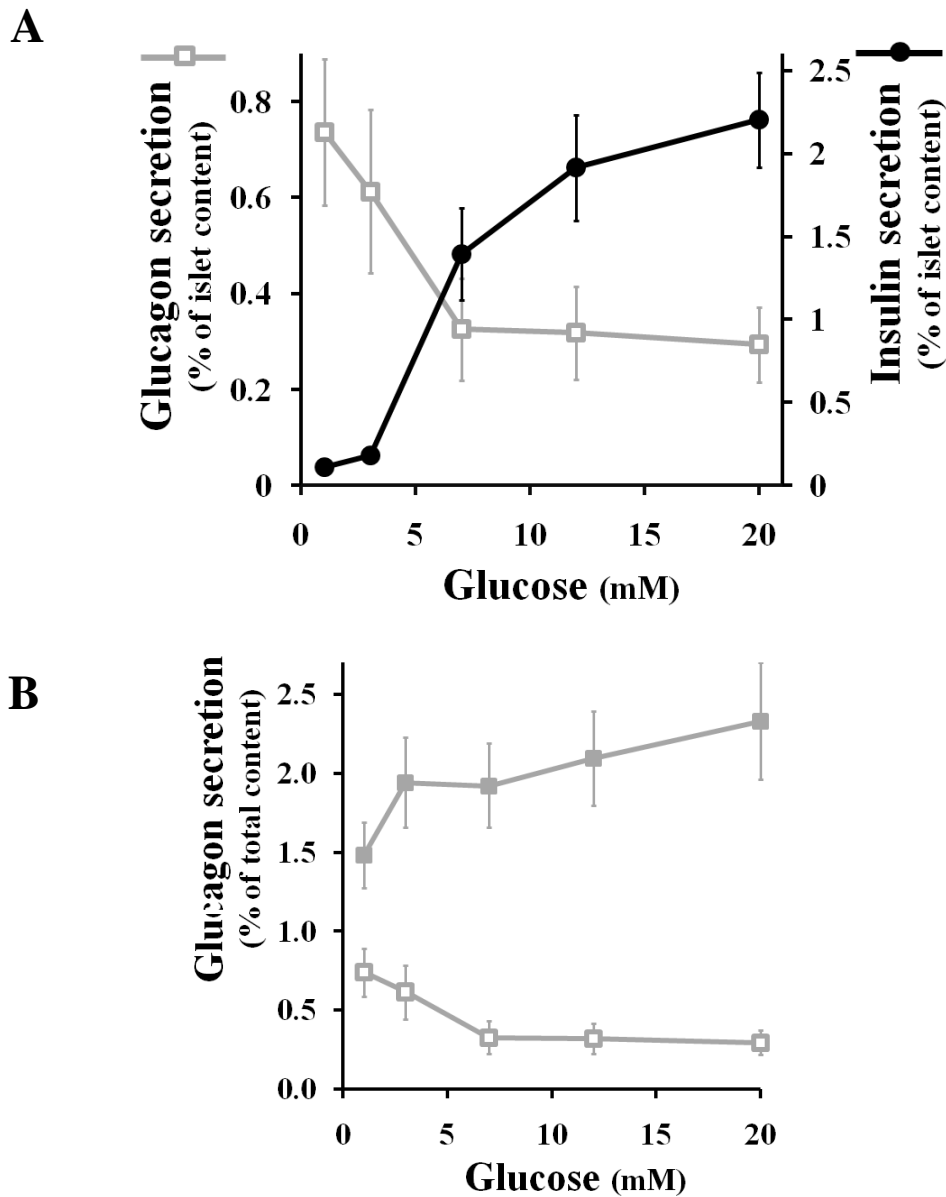 A
Glucagon secretion
(% of islet content)
0.8
0.6
0.4
0.2
0
2.5
2
1.5
1
0.5
0
Insulin secretion
(% of islet content)
0 5 10 15 20
Glucose (mM)
B
Glucagon secretion
(% of total content)
2.5
2.0
1.5
1.0
0.5
0.0
0 5 10 15 20
Glucose (mM)